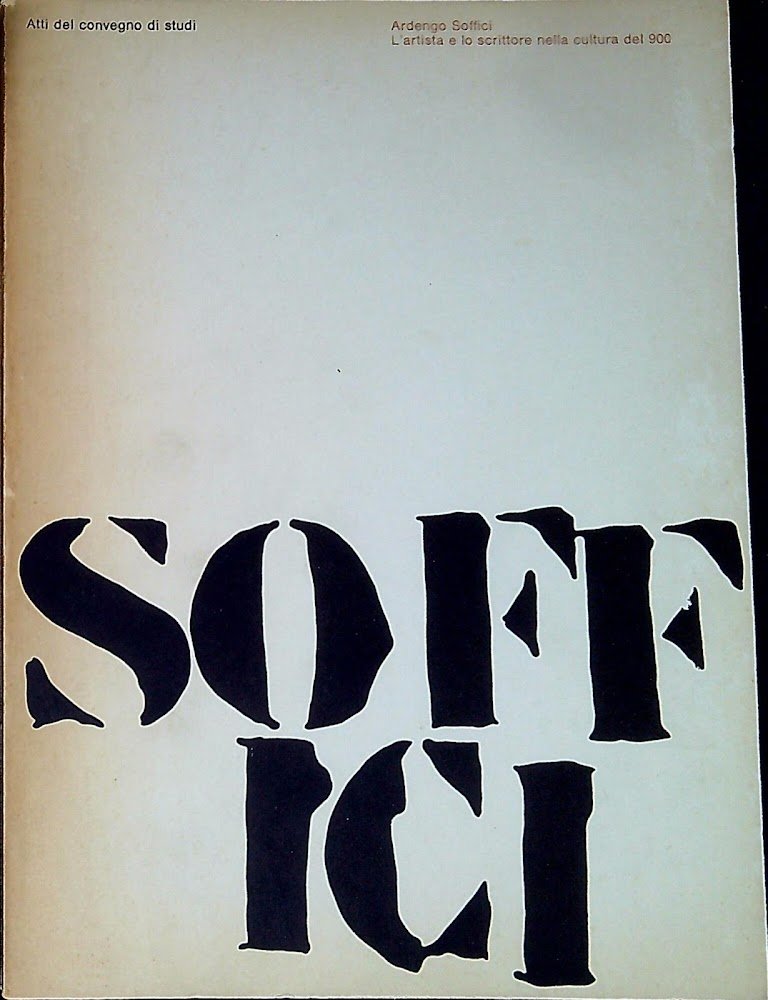 Atti del convegno di studi
Ardengo Soffici
L'artista e lo scrittore nella cultura del 900
SOFF
ICI